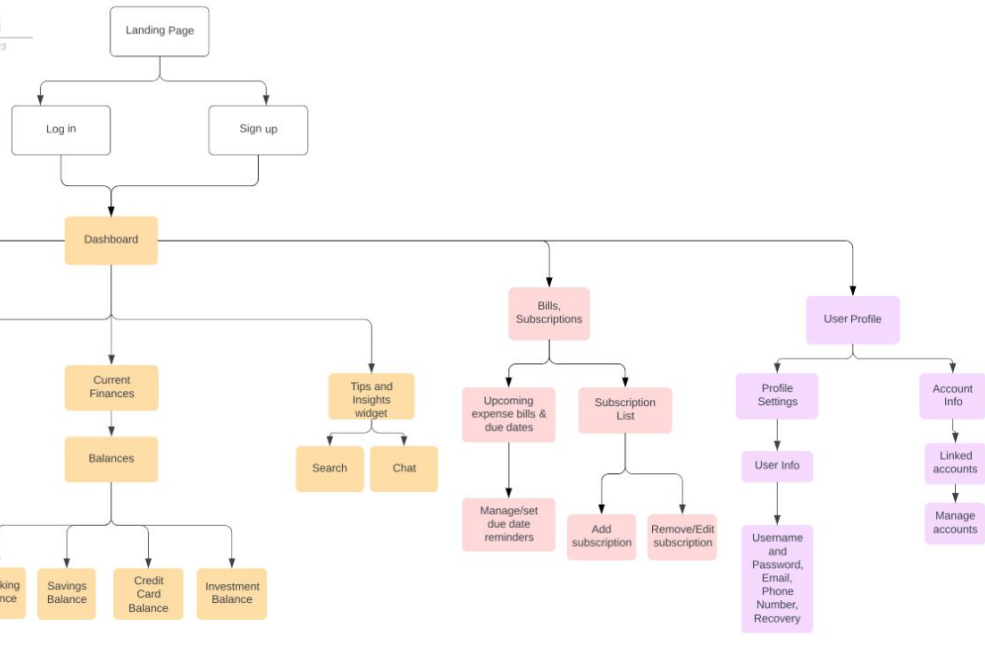 Landing Page
Log in
Sign up
Dashboard
Bills,
Subscriptions
User Profile
Current
Finances
Tips and
Insights
widget
Upcoming
expense bills &
due dates
Subscription
List
Profile
Settings
Account
Info
Balances
Search
Chat
User Info
Linked
accounts
Manage/set
due date
reminders
Add
subscription
Remove/Edit
subscription
Manage
accounts
Username
and
Password,
Email,
Phone
Number,
Recovery
Savings
Balance
Credit
Card
Balance
Investment
Balance